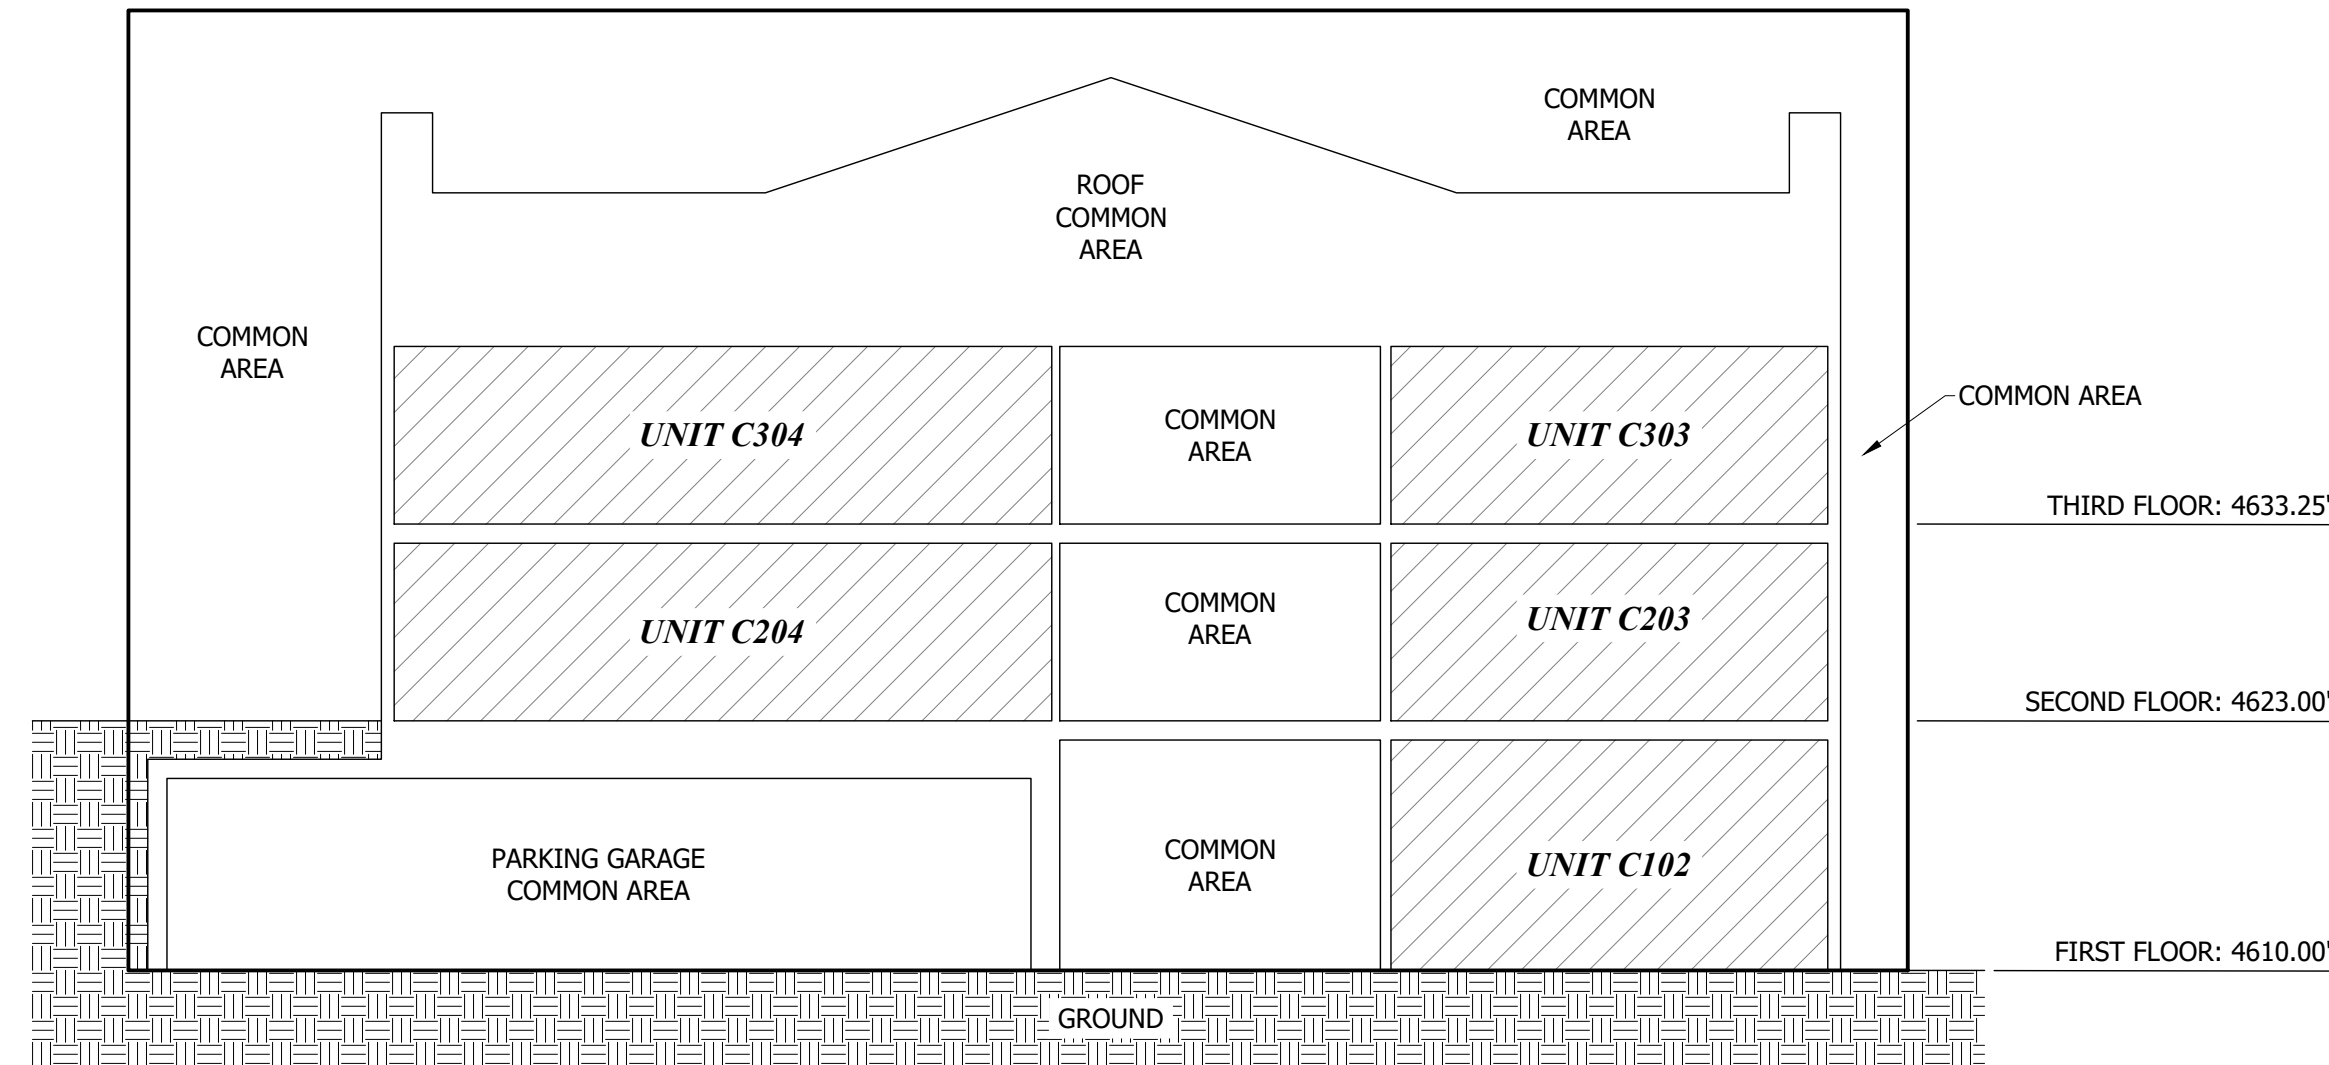 COMMON
AREA
ROOF
COMMON
AREA
COMMON
AREA
COMMON AREA
UNIT C304
COMMON
AREA
UNIT C303
THIRD FLOOR: 4633.25'
UNIT C204
COMMON
AREA
UNIT C203
SECOND FLOOR: 4623.00'
PARKING GARAGE
COMMON AREA
COMMON
AREA
UNIT C102
FIRST FLOOR: 4610.00'
GROUND